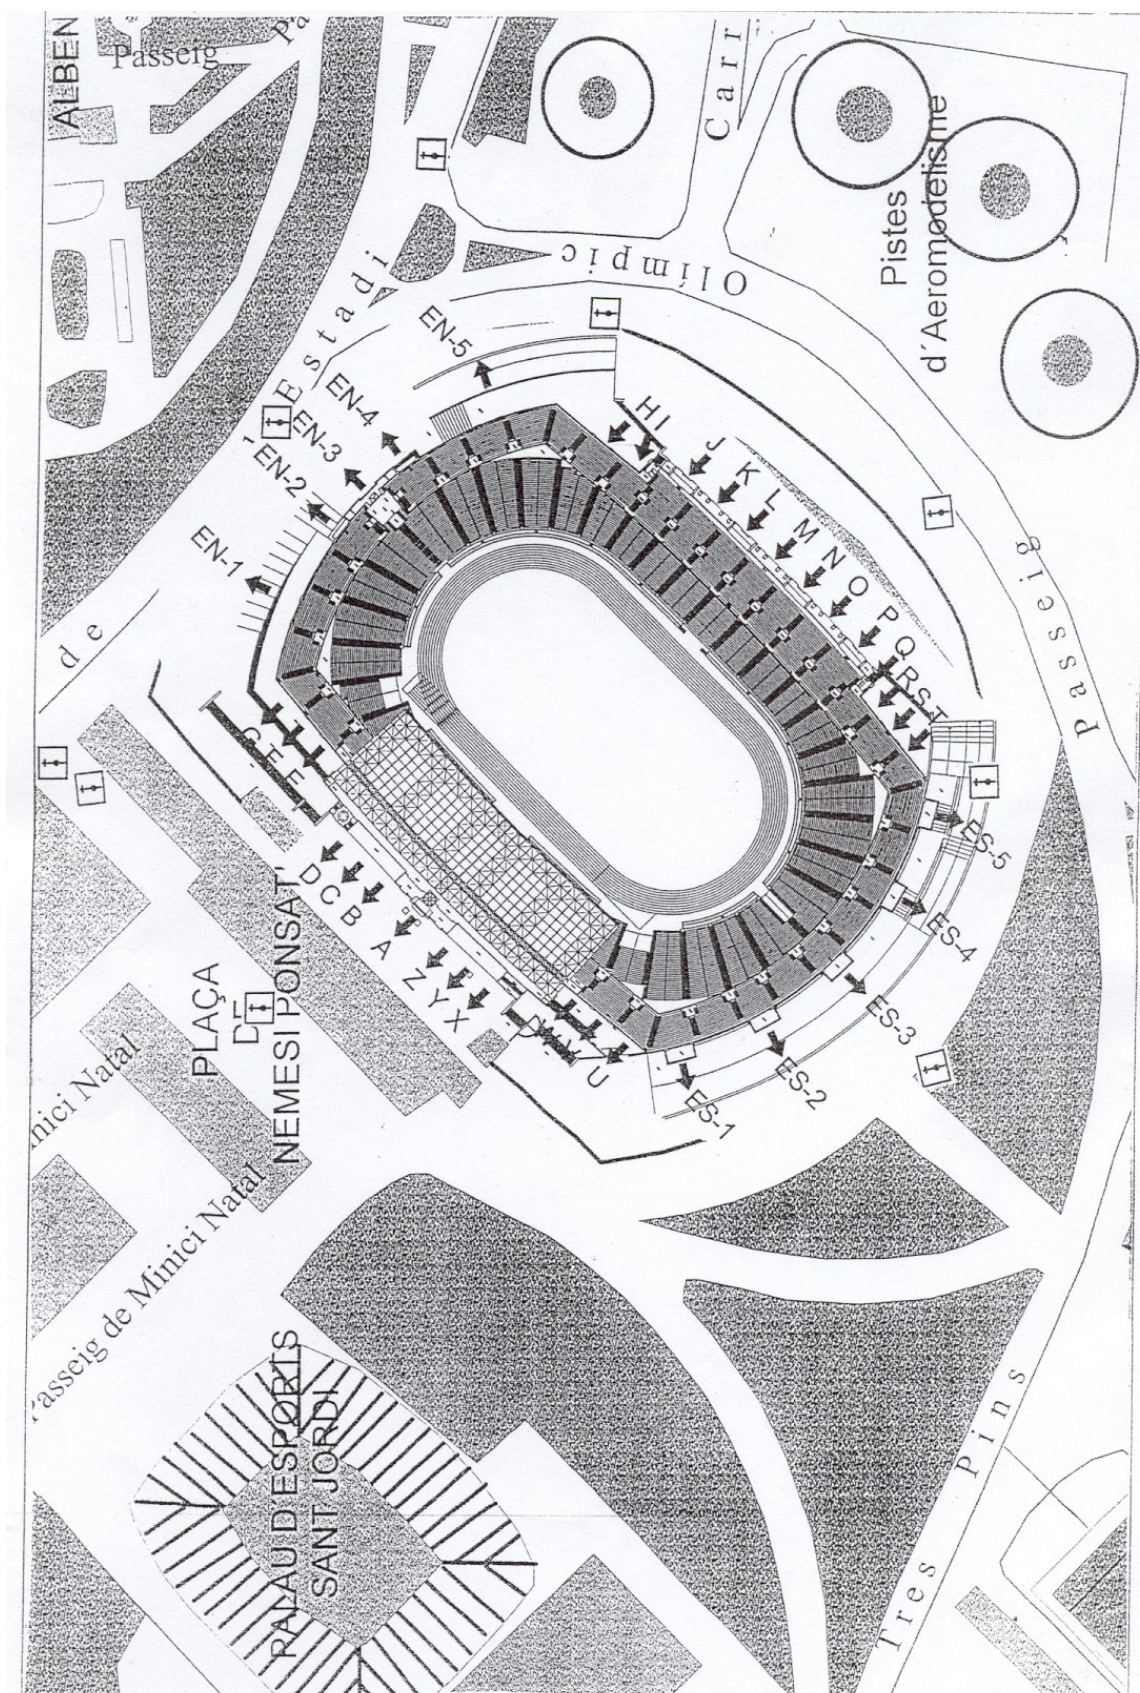 ALBEN
Passeig
Pa
Carr
Pistes
d'Aeromodelisme
Estadi
Olímpic
de
EN-5
EN-4
EN-3
EN-2
EN-1
H I
J
K
L
M
N
O
P
Q
R
S
T
G
F
E
D
C
B
A
Z
Y
X
V
U
ES-5
ES-4
ES-3
ES-2
ES-1
Passeig
PLAÇA
DE
NEMESI PONSAT
Minici Natal
Passeig de Minici Natal
PALAU D'ESPORTS
SANT JORDI
Tres Pins